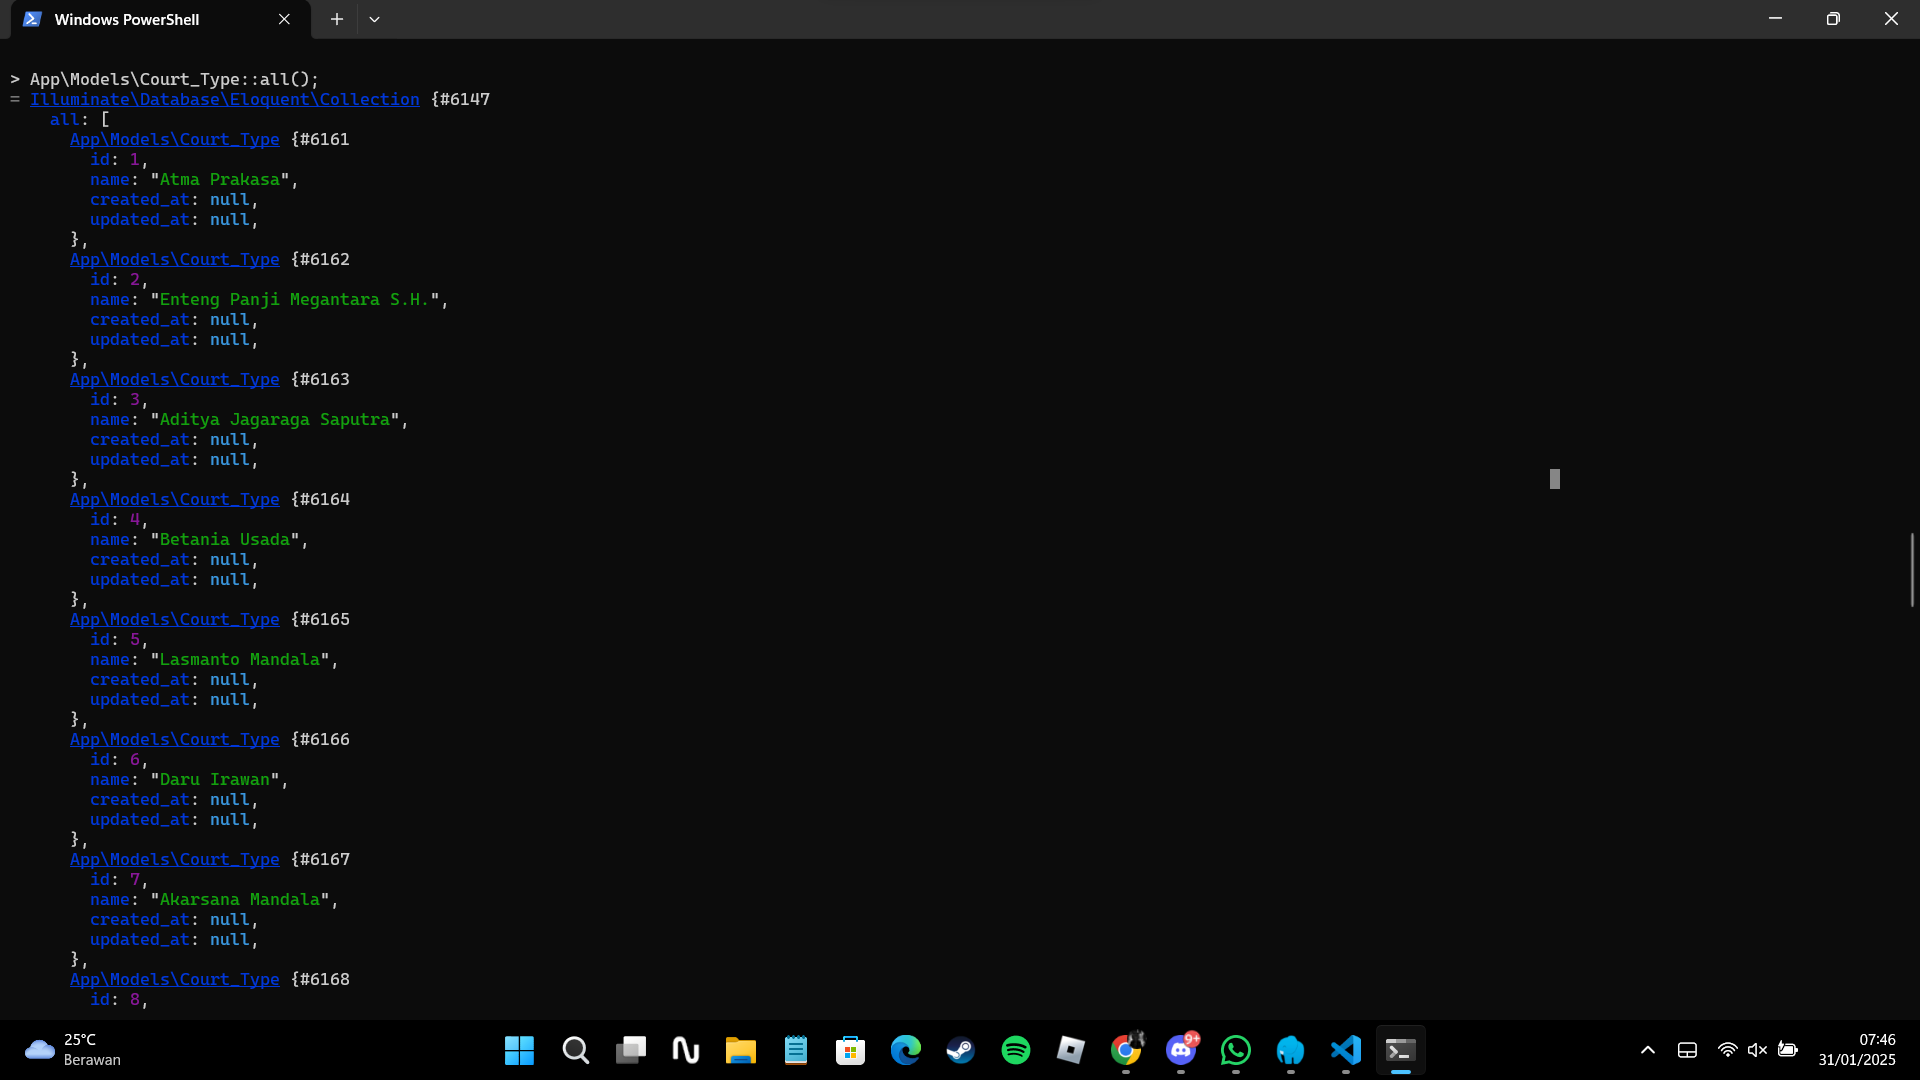 Windows PowerShell
> App\Models\Court_Type::all();
= Illuminate\Database\Eloquent\Collection {#6147
all: [
App\Models\Court_Type {#6161
id: 1,
name: "Atma Prakasa",
created_at: null,
updated_at: null,
},
App\Models\Court_Type {#6162
id: 2,
name: "Enteng Panji Megantara S.H.",
created_at: null,
updated_at: null,
},
App\Models\Court_Type {#6163
id: 3,
name: "Aditya Jagaraga Saputra",
created_at: null,
updated_at: null,
},
App\Models\Court_Type {#6164
id: 4,
name: "Betania Usada",
created_at: null,
updated_at: null,
},
App\Models\Court_Type {#6165
id: 5,
name: "Lasmanto Mandala",
created_at: null,
updated_at: null,
},
App\Models\Court_Type {#6166
id: 6,
name: "Daru Irawan",
created_at: null,
updated_at: null,
},
App\Models\Court_Type {#6167
id: 7,
name: "Akarsana Mandala",
created_at: null,
updated_at: null,
},
App\Models\Court_Type {#6168
id: 8,
25°C
Berawan
9+
07:46
31/01/2025